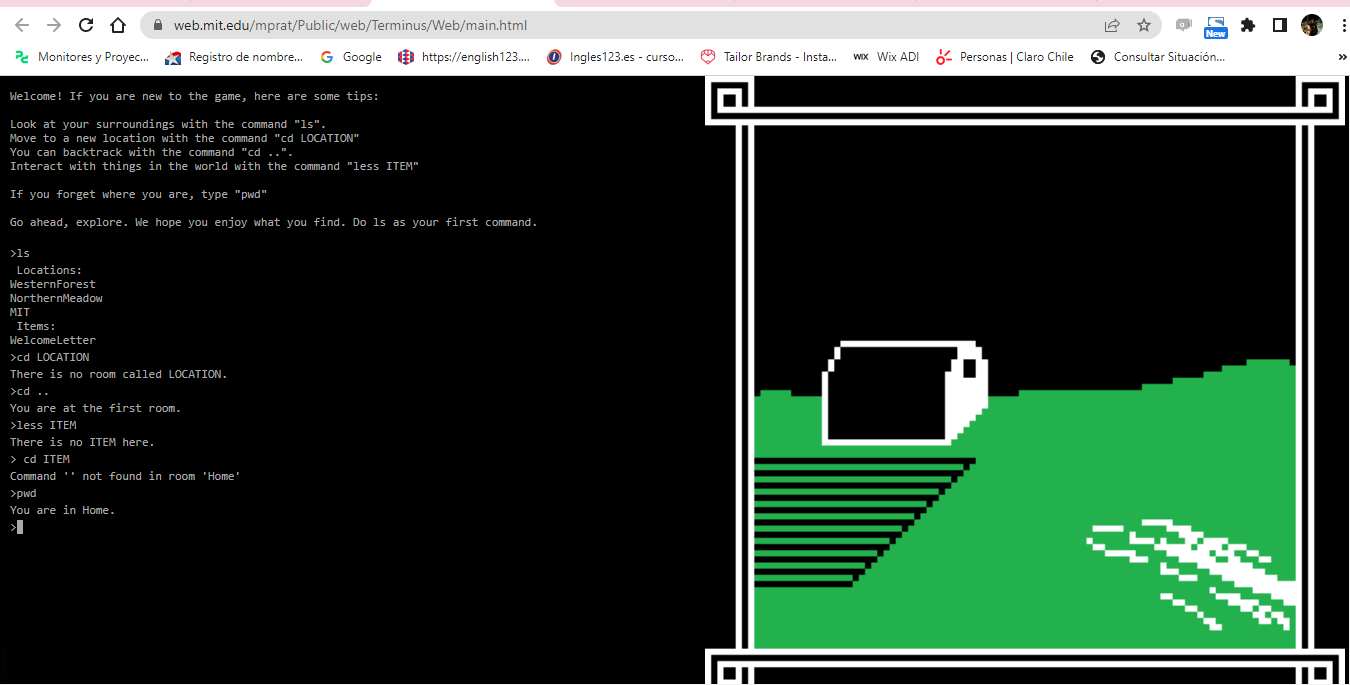 web.mit.edu/mprat/Public/web/Terminus/Web/main.html
New
Monitores y Proyec... Registro de nombre... Google https://english123.... Ingles123.es - curso... Tailor Brands - Insta... WIX Wix ADI Personas | Claro Chile Consultar Situación... »
Welcome! If you are new to the game, here are some tips:
Look at your surroundings with the command "ls".
Move to a new location with the command "cd LOCATION"
You can backtrack with the command "cd ..".
Interact with things in the world with the command "less ITEM"
If you forget where you are, type "pwd"
Go ahead, explore. We hope you enjoy what you find. Do ls as your first command.
>ls
Locations:
WesternForest
NorthernMeadow
MIT
Items:
WelcomeLetter
>cd LOCATION
There is no room called LOCATION.
>cd ..
You are at the first room.
>less ITEM
There is no ITEM here.
> cd ITEM
Command '' not found in room 'Home'
>pwd
You are in Home.
>